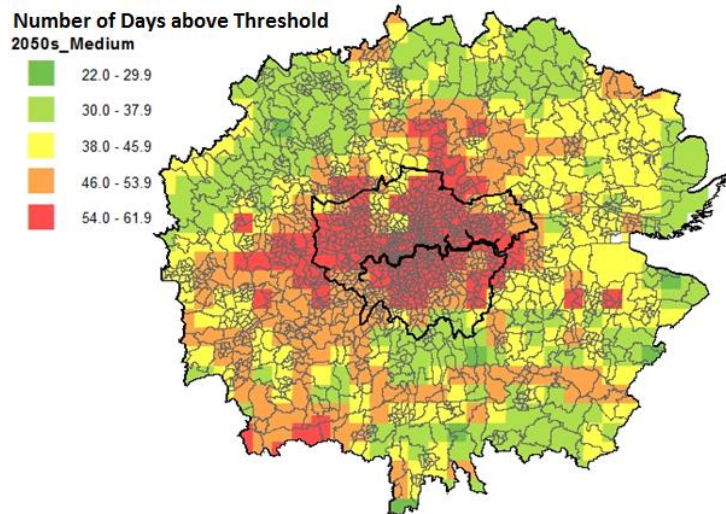 Number of Days above Threshold
2050s_Medium
22.0 - 29.9
30.0 - 37.9
38.0 - 45.9
46.0 - 53.9
54.0 - 61.9